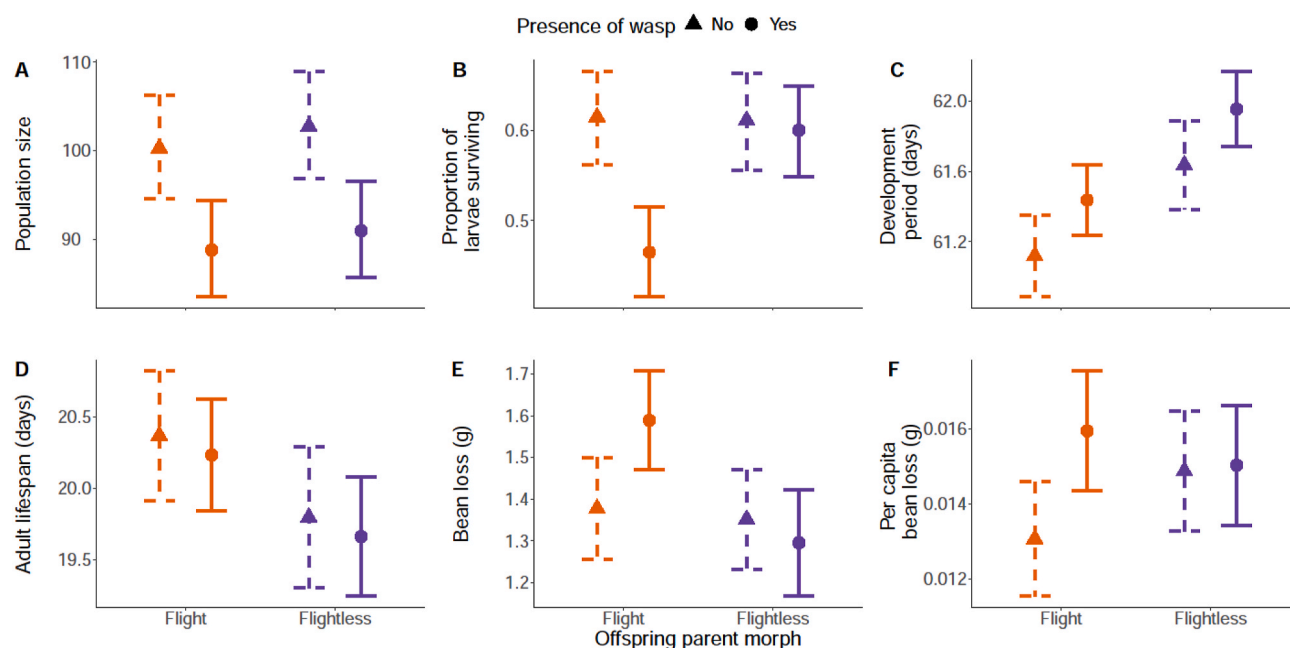 Presence of wasp No Yes
A
Population size
110
100
90
B
Proportion of
larvae surviving
0.6
0.5
C
Development
period (days)
62.0
61.6
61.2
D
Adult lifespan (days)
20.5
20.0
19.5
Flight Flightless
E
Bean loss (g)
1.7
1.6
1.5
1.4
1.3
1.2
Flight Flightless
F
Per capita
bean loss (g)
0.016
0.014
0.012
Flight Flightless
Offspring parent morph